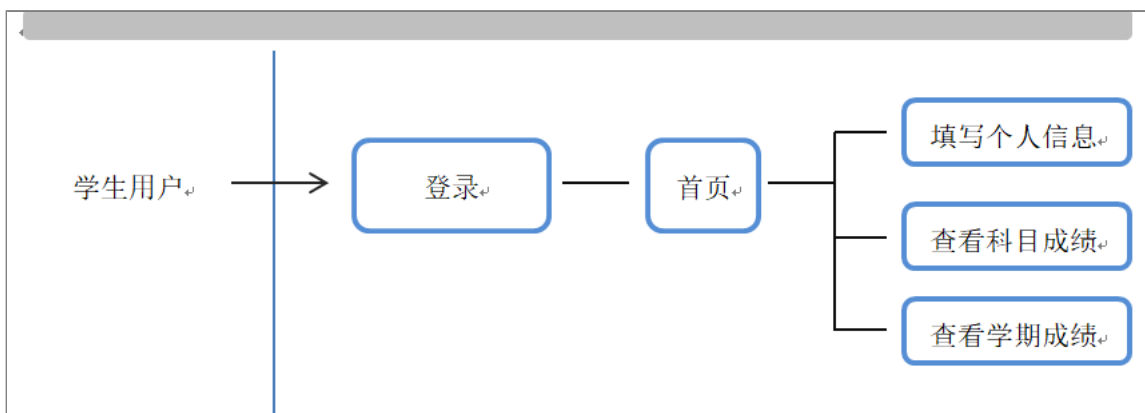 学生用户
登录
首页
填写个人信息
查看科目成绩
查看学期成绩